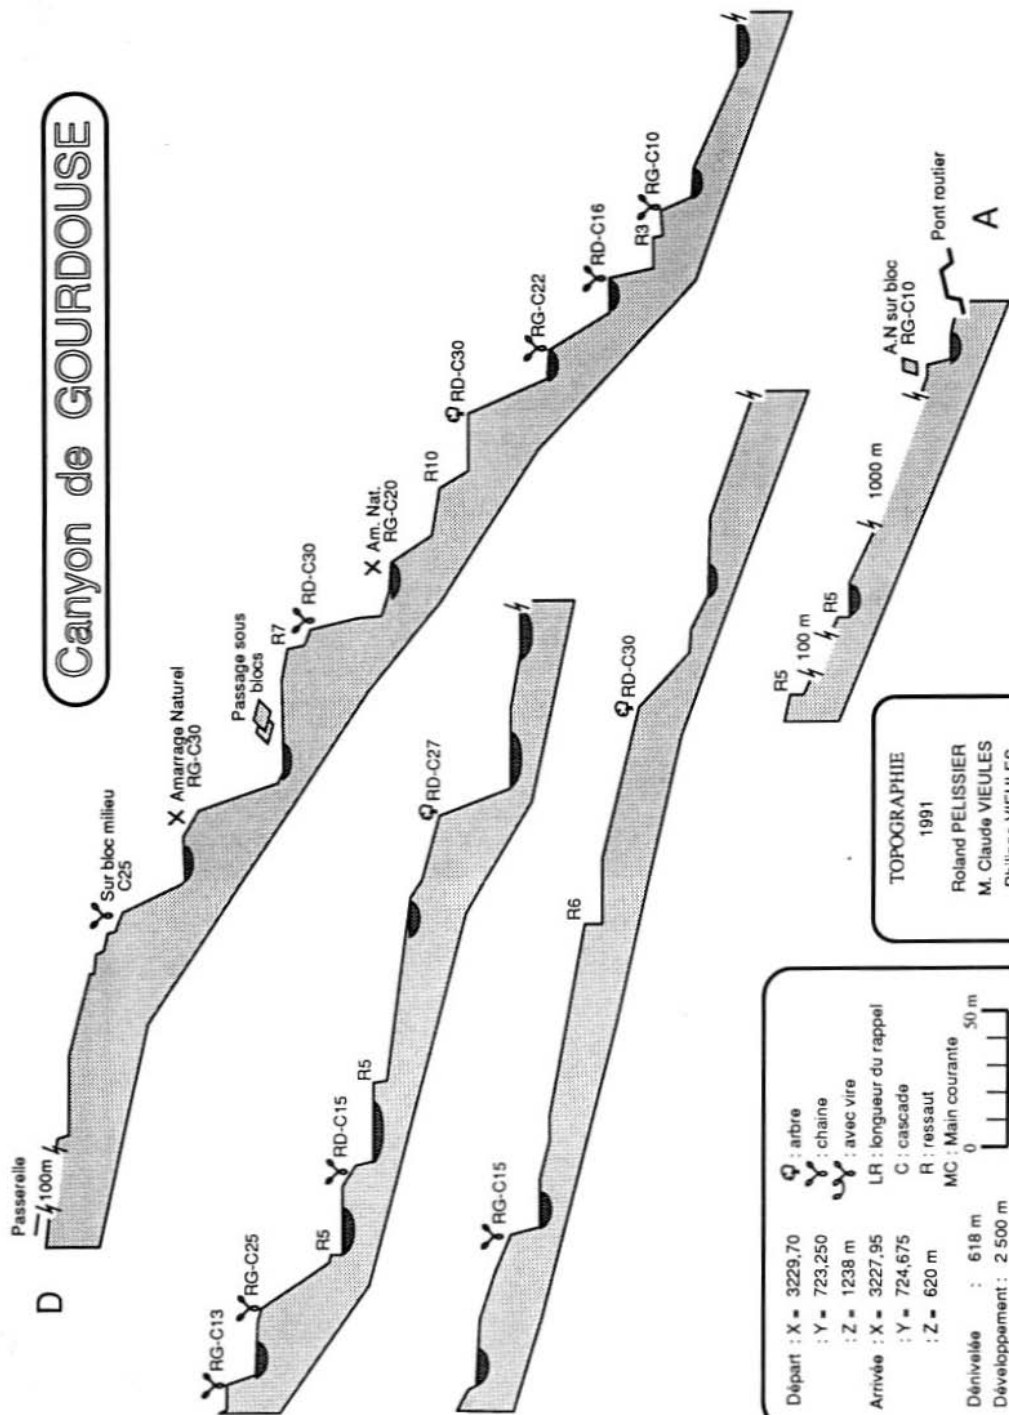 Canyon de GOURDOUSE
D
Passerelle
100m
Sur bloc milieu
C25
Amarrage Naturel
RG-C30
Passage sous
blocs
R7
RD-C30
Am. Nat.
RG-C20
R10
RD-C30
RG-C22
RD-C16
R3
RG-C10
RG-C13
RG-C25
R5
RD-C15
R5
RD-C27
RG-C15
R6
RD-C30
R5
100 m
R5
1000 m
A.N sur bloc
RG-C10
Pont routier
A
Départ : X = 3229,70
: Y = 723,250
: Z = 1238 m
Arrivée : X = 3227,95
: Y = 724,675
: Z = 620 m
Dénivelée : 618 m
Développement : 2 500 m
: arbre
: chaine
: avec vire
LR : longueur du rappel
C : cascade
R : ressaut
MC : Main courante
0 50 m
TOPOGRAPHIE
1991
Roland PELISSIER
M. Claude VIEULES
Philippe VIEULES